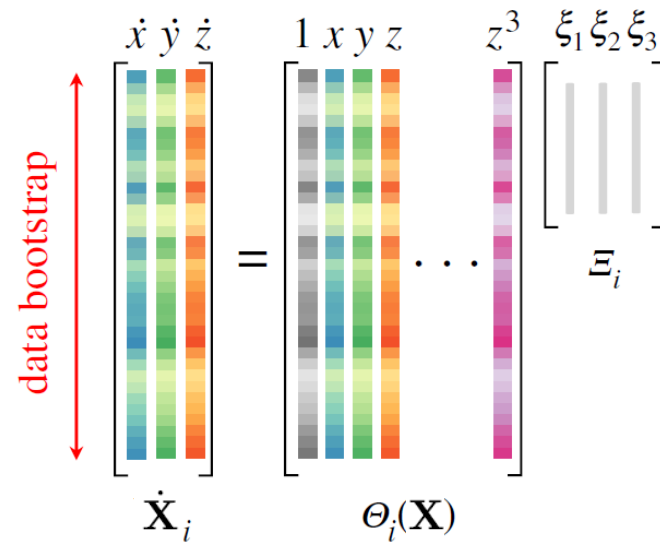 ẋ ẏ ż 1 x y z z³ ξ₁ ξ₂ ξ₃
data bootstrap
= · · ·
Ξᵢ
Ẋᵢ Θᵢ(X)